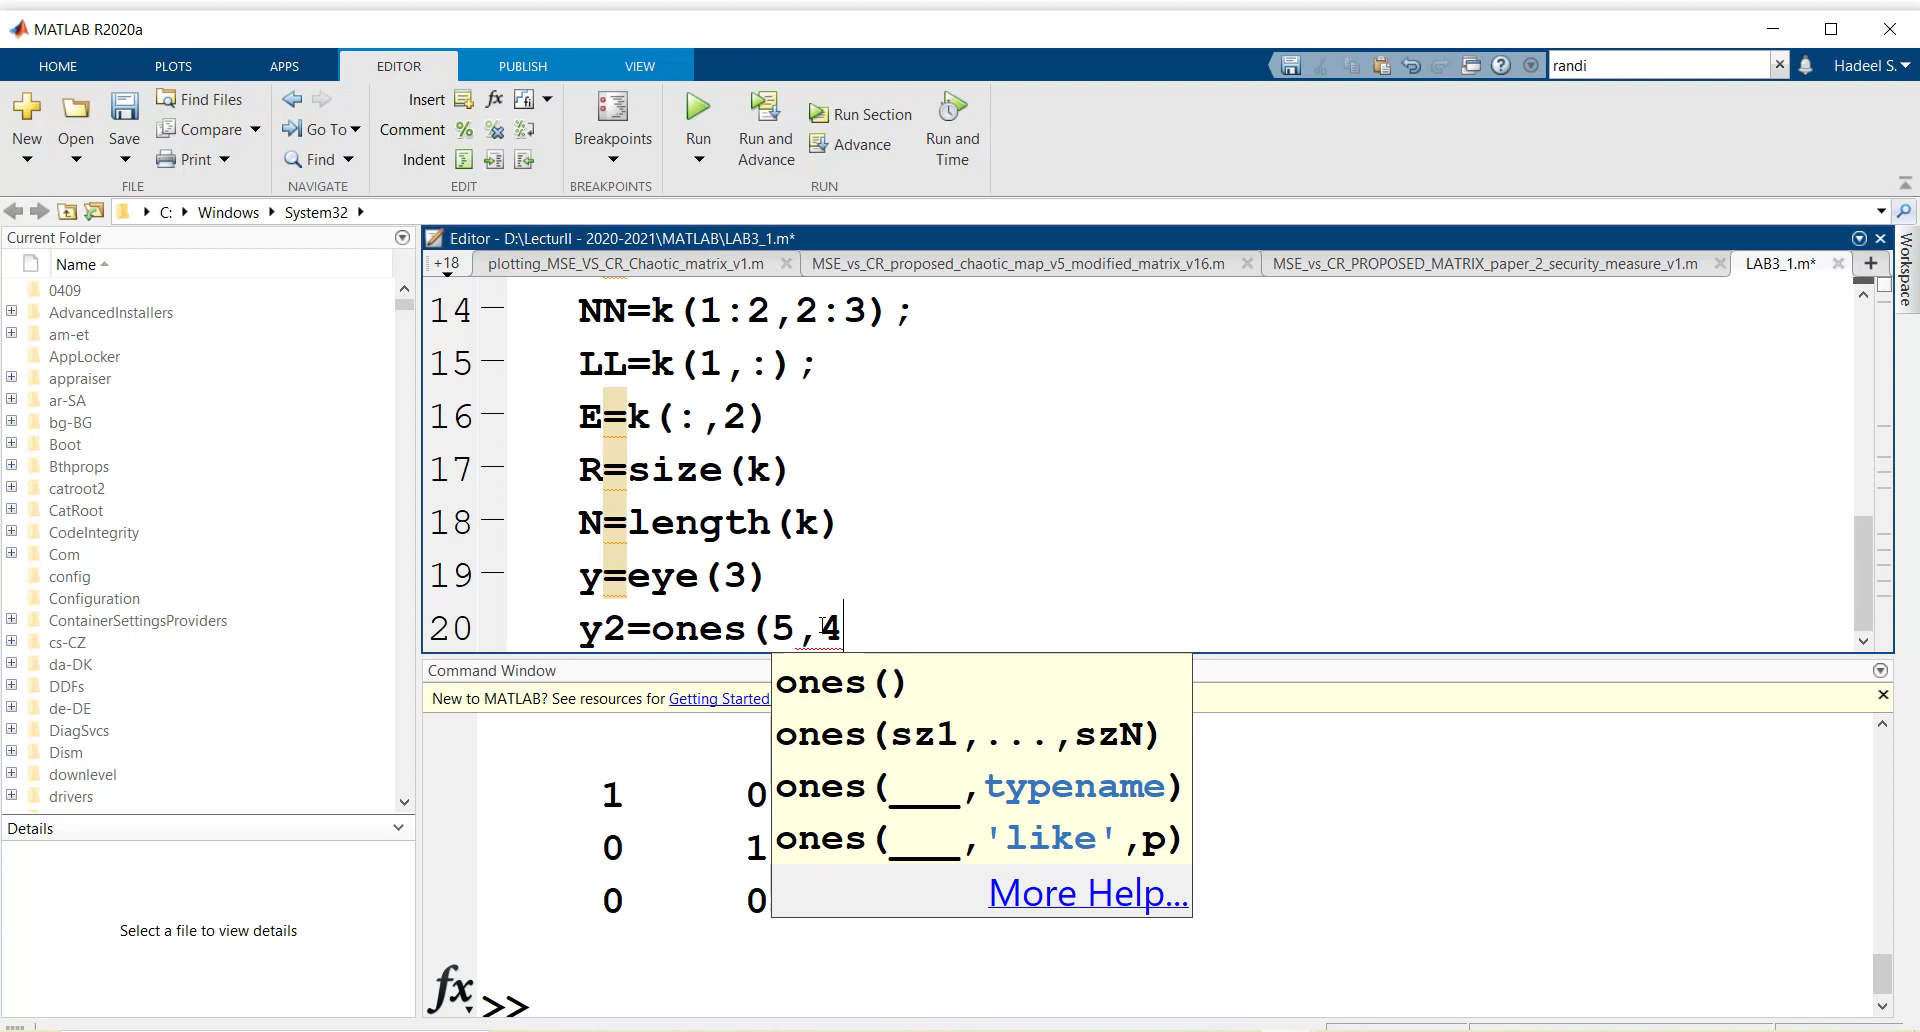 MATLAB R2020a
HOME PLOTS APPS EDITOR PUBLISH VIEW randi Hadeel S.
New Open Save Find Files Compare Print
FILE
Go To Find
NAVIGATE
Insert fx
Comment
Indent
EDIT
Breakpoints
BREAKPOINTS
Run Run and Advance Run Section Advance Run and Time
RUN
C: Windows System32
Current Folder
Name
0409
AdvancedInstallers
am-et
AppLocker
appraiser
ar-SA
bg-BG
Boot
Bthprops
catroot2
CatRoot
CodeIntegrity
Com
config
Configuration
ContainerSettingsProviders
cs-CZ
da-DK
DDFs
de-DE
DiagSvcs
Dism
downlevel
drivers
Details
Select a file to view details
Editor - D:\LecturII - 2020-2021\MATLAB\LAB3_1.m*
+18 plotting_MSE_VS_CR_Chaotic_matrix_v1.m MSE_vs_CR_proposed_chaotic_map_v5_modified_matrix_v16.m MSE_vs_CR_PROPOSED_MATRIX_paper_2_security_measure_v1.m LAB3_1.m* +
14 NN=k(1:2,2:3);
15 LL=k(1,:);
16 E=k(:,2)
17 R=size(k)
18 N=length(k)
19 y=eye(3)
20 y2=ones(5,4
ones()
ones(sz1,...,szN)
ones(___,typename)
ones(___,'like',p)
More Help...
Command Window
New to MATLAB? See resources for Getting Started
1 0
0 1
0 0
fx >>
Workspace